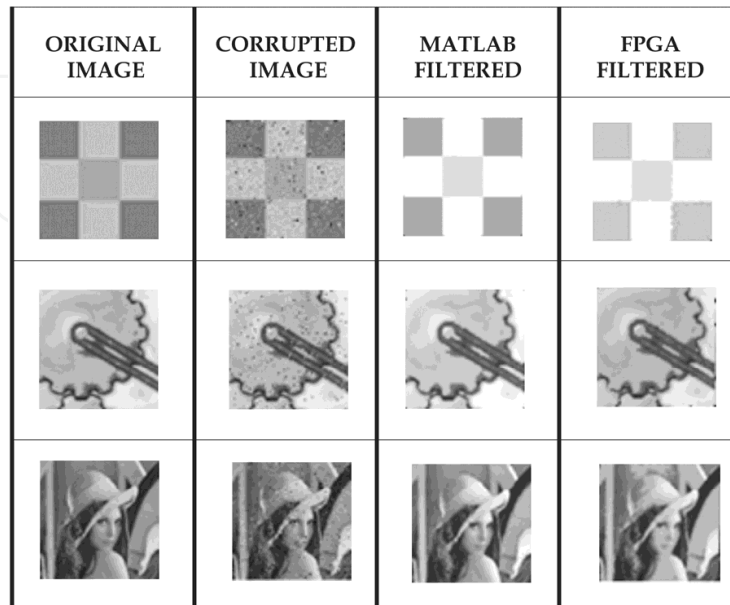 ORIGINAL
IMAGE
CORRUPTED
IMAGE
MATLAB
FILTERED
FPGA
FILTERED